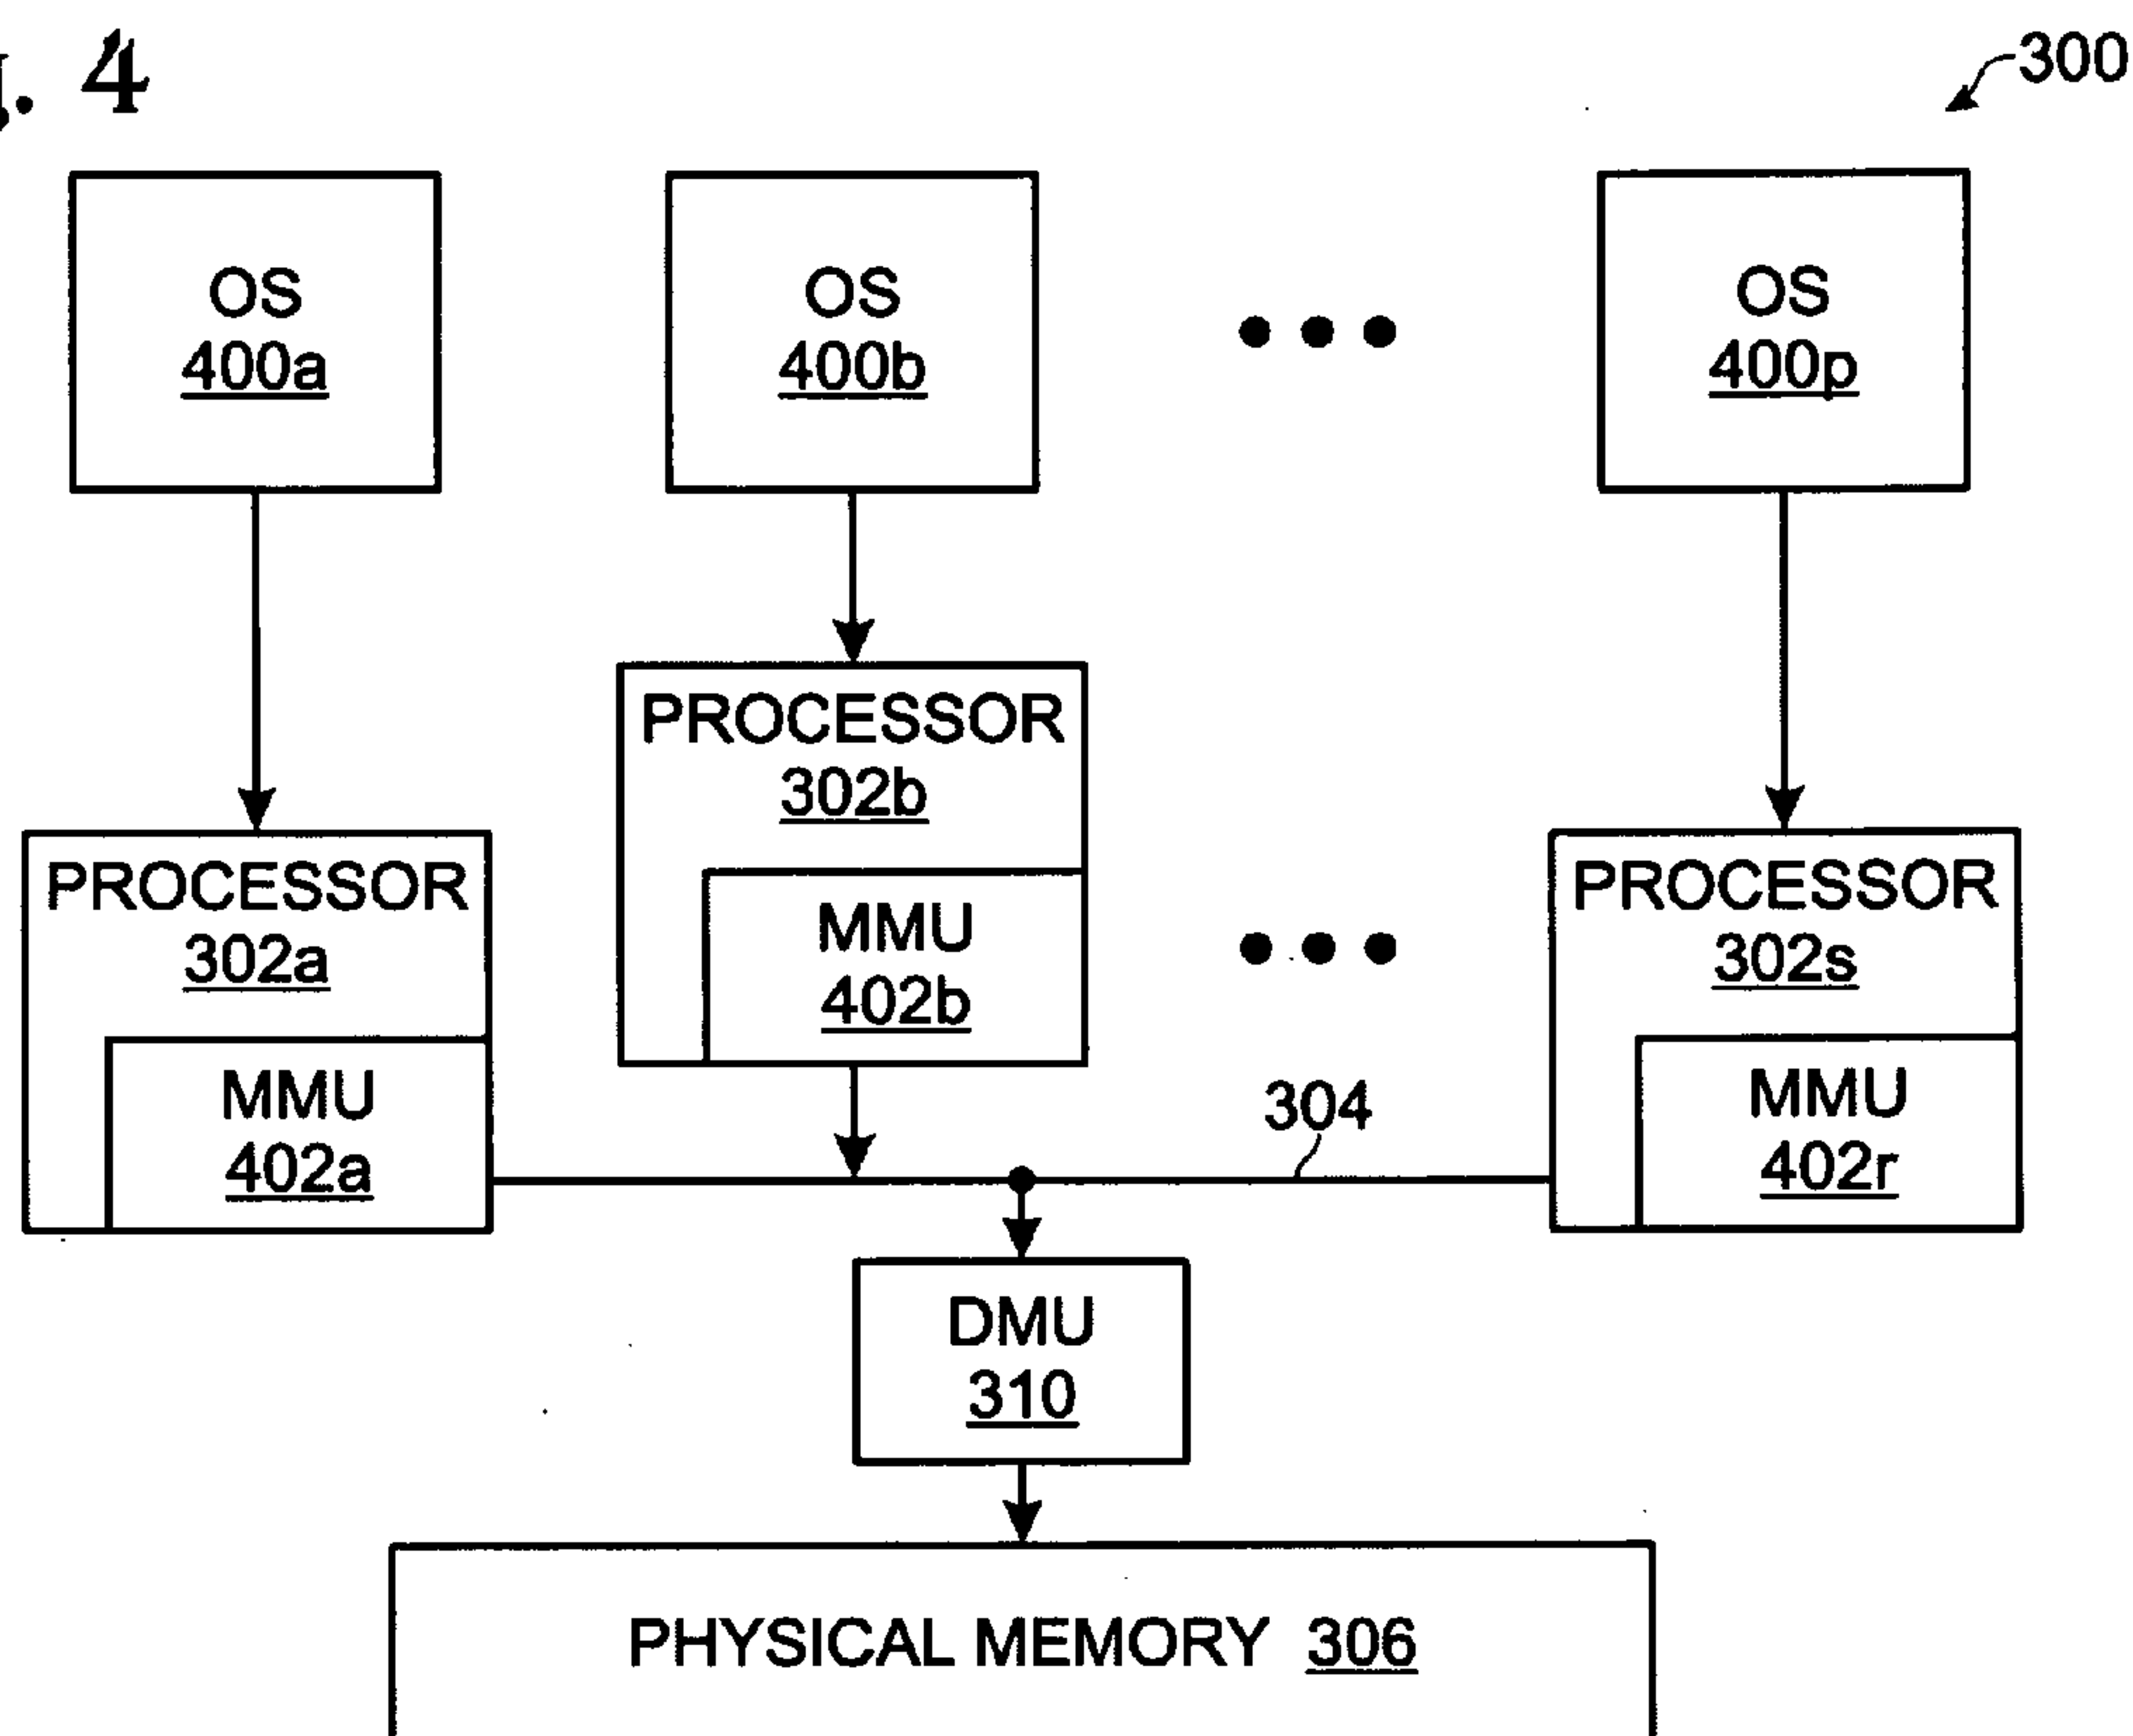 . 4
300
OS
400a
OS
400b
OS
400p
PROCESSOR
302b
MMU
402b
PROCESSOR
302a
MMU
402a
PROCESSOR
302s
MMU
402r
304
DMU
310
PHYSICAL MEMORY 306